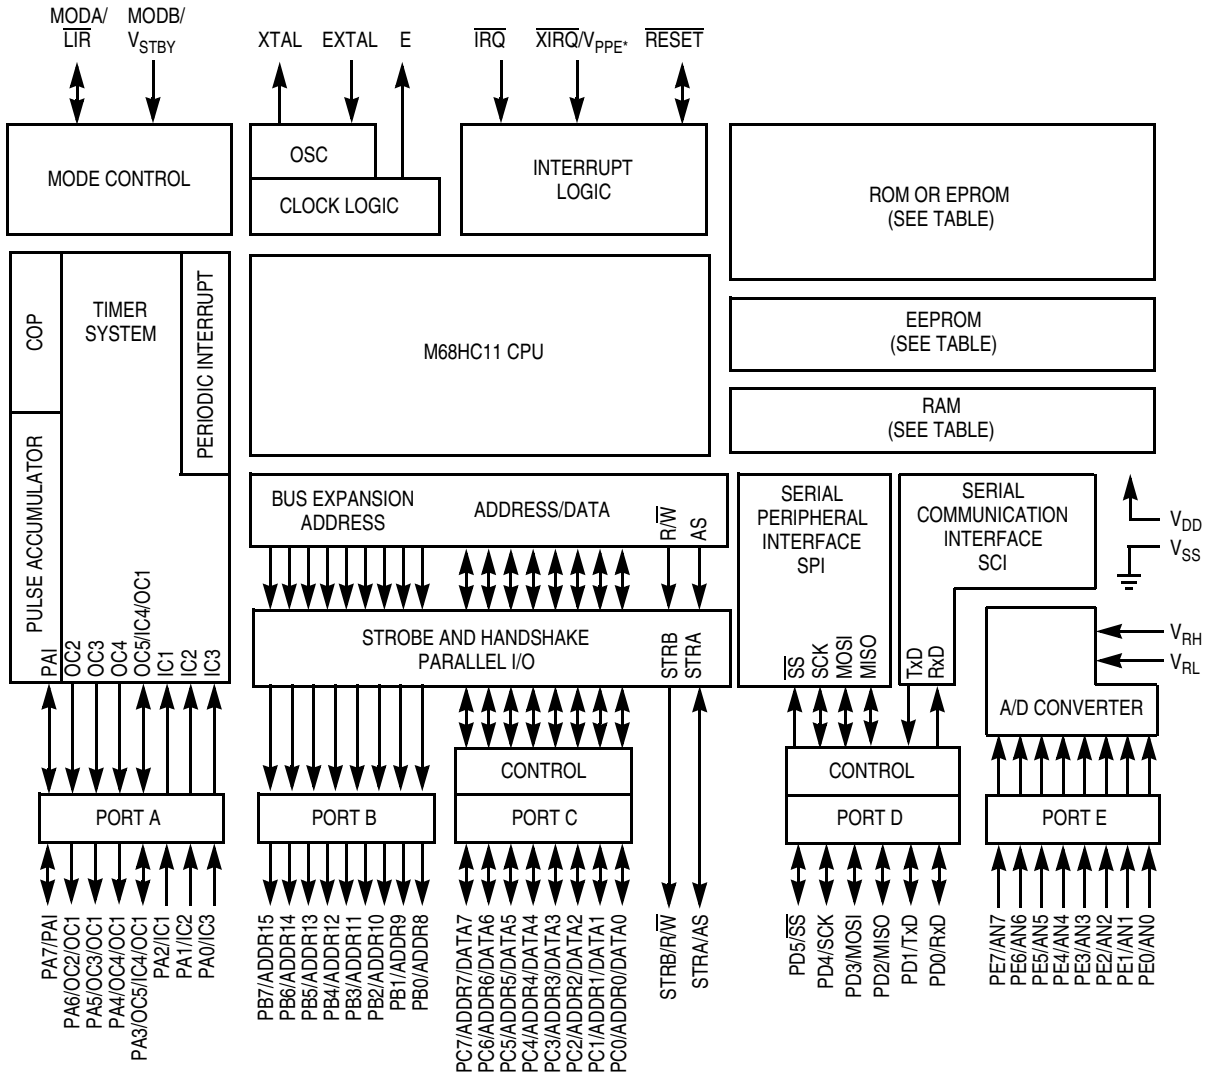 MODA/
LIR
MODB/
VSTBY
XTAL
EXTAL
E
IRQ
XIRQ/VPPE*
RESET
MODE CONTROL
OSC
CLOCK LOGIC
INTERRUPT
LOGIC
ROM OR EPROM
(SEE TABLE)
COP
TIMER
SYSTEM
PERIODIC INTERRUPT
M68HC11 CPU
EEPROM
(SEE TABLE)
RAM
(SEE TABLE)
PULSE ACCUMULATOR
BUS EXPANSION
ADDRESS
ADDRESS/DATA
R/W
AS
SERIAL
PERIPHERAL
INTERFACE
SPI
SERIAL
COMMUNICATION
INTERFACE
SCI
VDD
VSS
PAI
OC2
OC3
OC4
OC5/IC4/OC1
IC1
IC2
IC3
STROBE AND HANDSHAKE
PARALLEL I/O
STRB
STRA
SS
SCK
MOSI
MISO
TxD
RxD
VRH
VRL
A/D CONVERTER
CONTROL
CONTROL
PORT A
PORT B
PORT C
PORT D
PORT E
PA7/PAI
PA6/OC2/OC1
PA5/OC3/OC1
PA4/OC4/OC1
PA3/OC5/IC4/OC1
PA2/IC1
PA1/IC2
PA0/IC3
PB7/ADDR15
PB6/ADDR14
PB5/ADDR13
PB4/ADDR12
PB3/ADDR11
PB2/ADDR10
PB1/ADDR9
PB0/ADDR8
PC7/ADDR7/DATA7
PC6/ADDR6/DATA6
PC5/ADDR5/DATA5
PC4/ADDR4/DATA4
PC3/ADDR3/DATA3
PC2/ADDR2/DATA2
PC1/ADDR1/DATA1
PC0/ADDR0/DATA0
STRB/R/W
STRA/AS
PD5/SS
PD4/SCK
PD3/MOSI
PD2/MISO
PD1/TxD
PD0/RxD
PE7/AN7
PE6/AN6
PE5/AN5
PE4/AN4
PE3/AN3
PE2/AN2
PE1/AN1
PE0/AN0